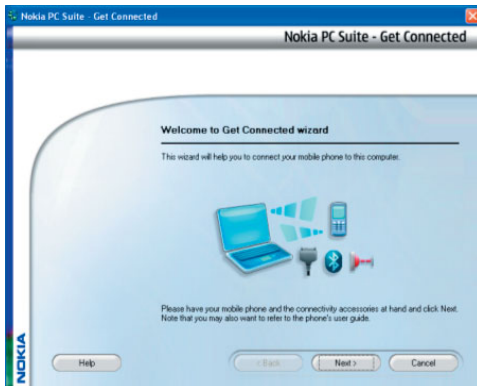 Nokia PC Suite - Get Connected
Nokia PC Suite - Get Connected
Welcome to Get Connected wizard
This wizard will help you to connect your mobile phone to this computer.
Please have your mobile phone and the connectivity accessories at hand and click Next.
Note that you may also want to refer to the phone's user guide.
NOKIA
Help
< Back
Next >
Cancel